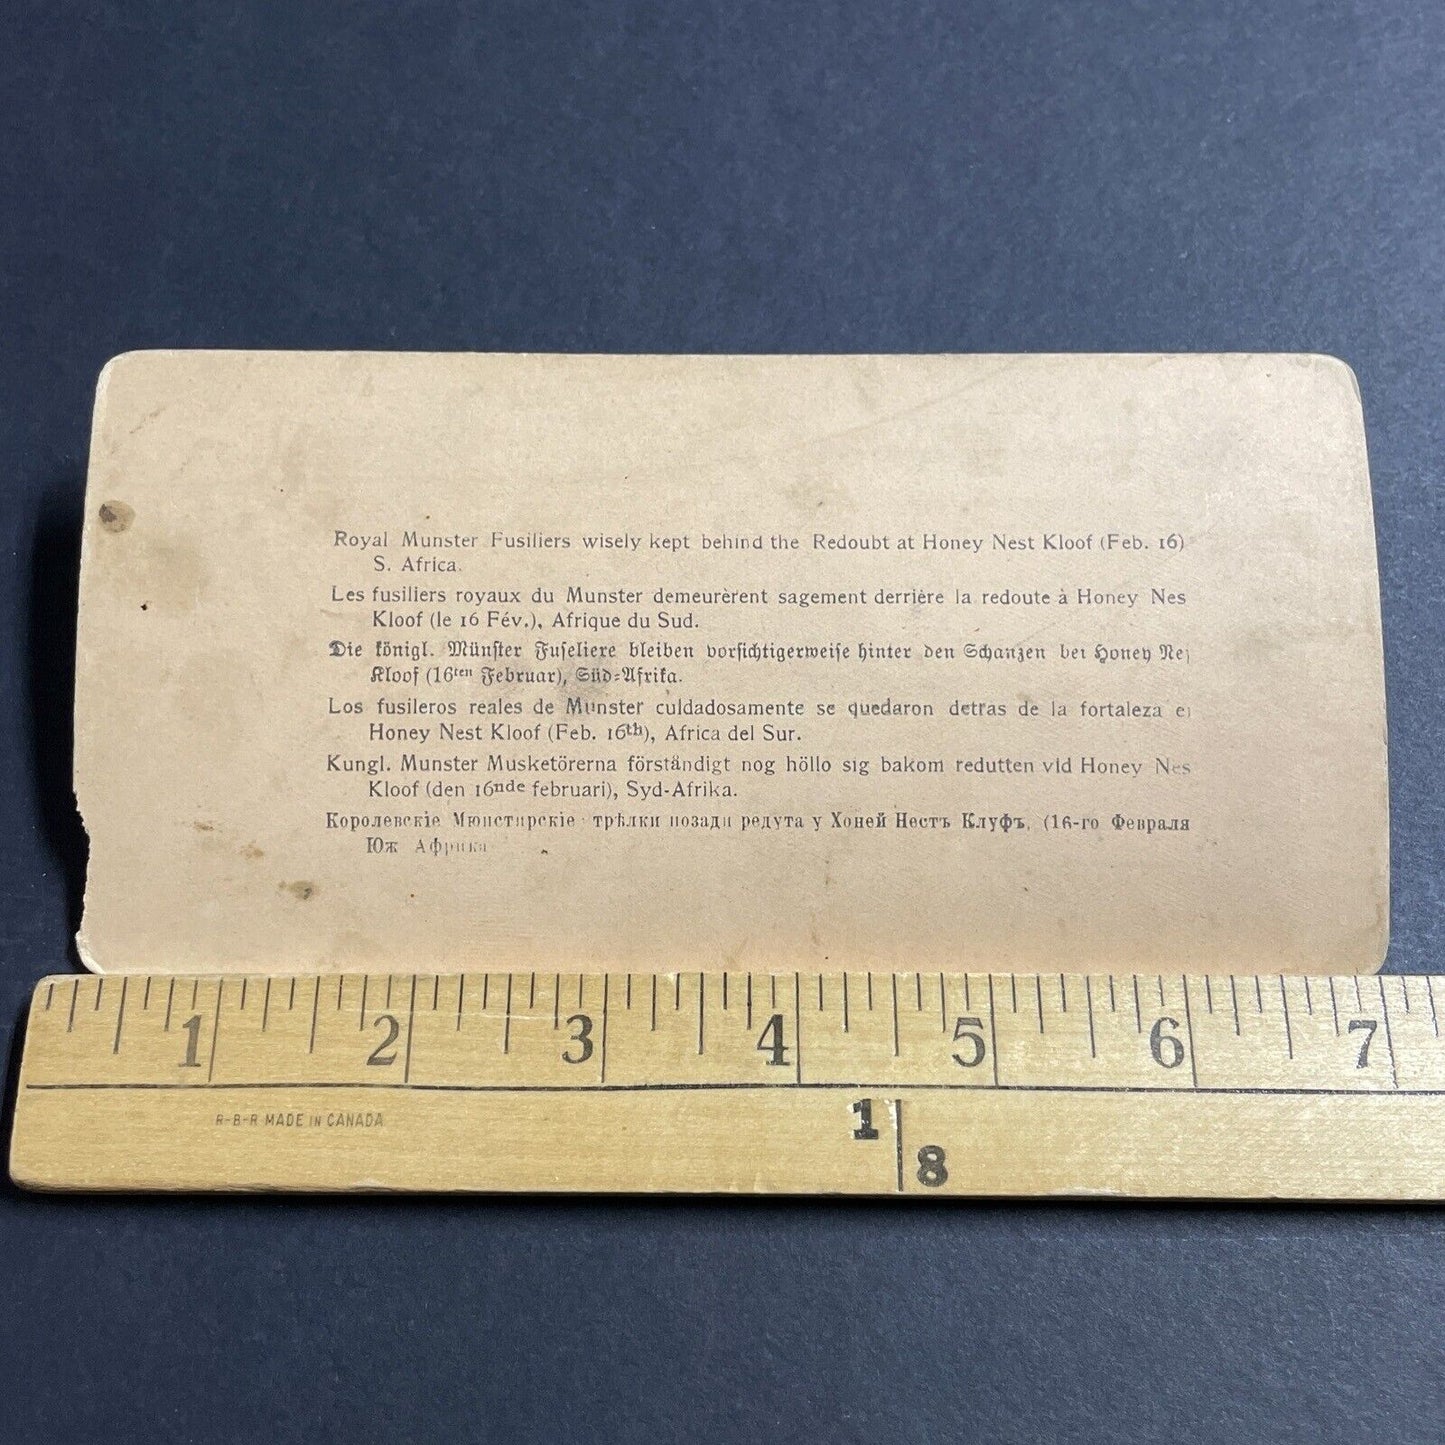 Royal Munster Fusiliers wisely kept behind the Redoubt at Honey Nest Kloof (Feb. 16)
S. Africa.
Les fusiliers royaux du Munster demeurèrent sagement derrière la redoute à Honey Nes
Kloof (le 16 Fév.), Afrique du Sud.
Die königl. Münster Fuseliere bleiben vorsichtigerweise hinter den Schanzen bei Honey Nes
Kloof (16ten Februar), Süd-Afrika.
Los fusileros reales de Munster culdadosamente se quedaron detras de la fortaleza e
Honey Nest Kloof (Feb. 16th), Africa del Sur.
Kungl. Munster Musketörerna förständigt nog höllo sig bakom redutten vid Honey Nes
Kloof (den 16nde februari), Syd-Afrika.
Королевскіе Мюнстирскіе трѣлки позади редута у Хоней Нестъ Клуфъ, (16-го Февраля
Юж Африка
1 2 3 4 5 6 7
R-B-R MADE IN CANADA
1
8